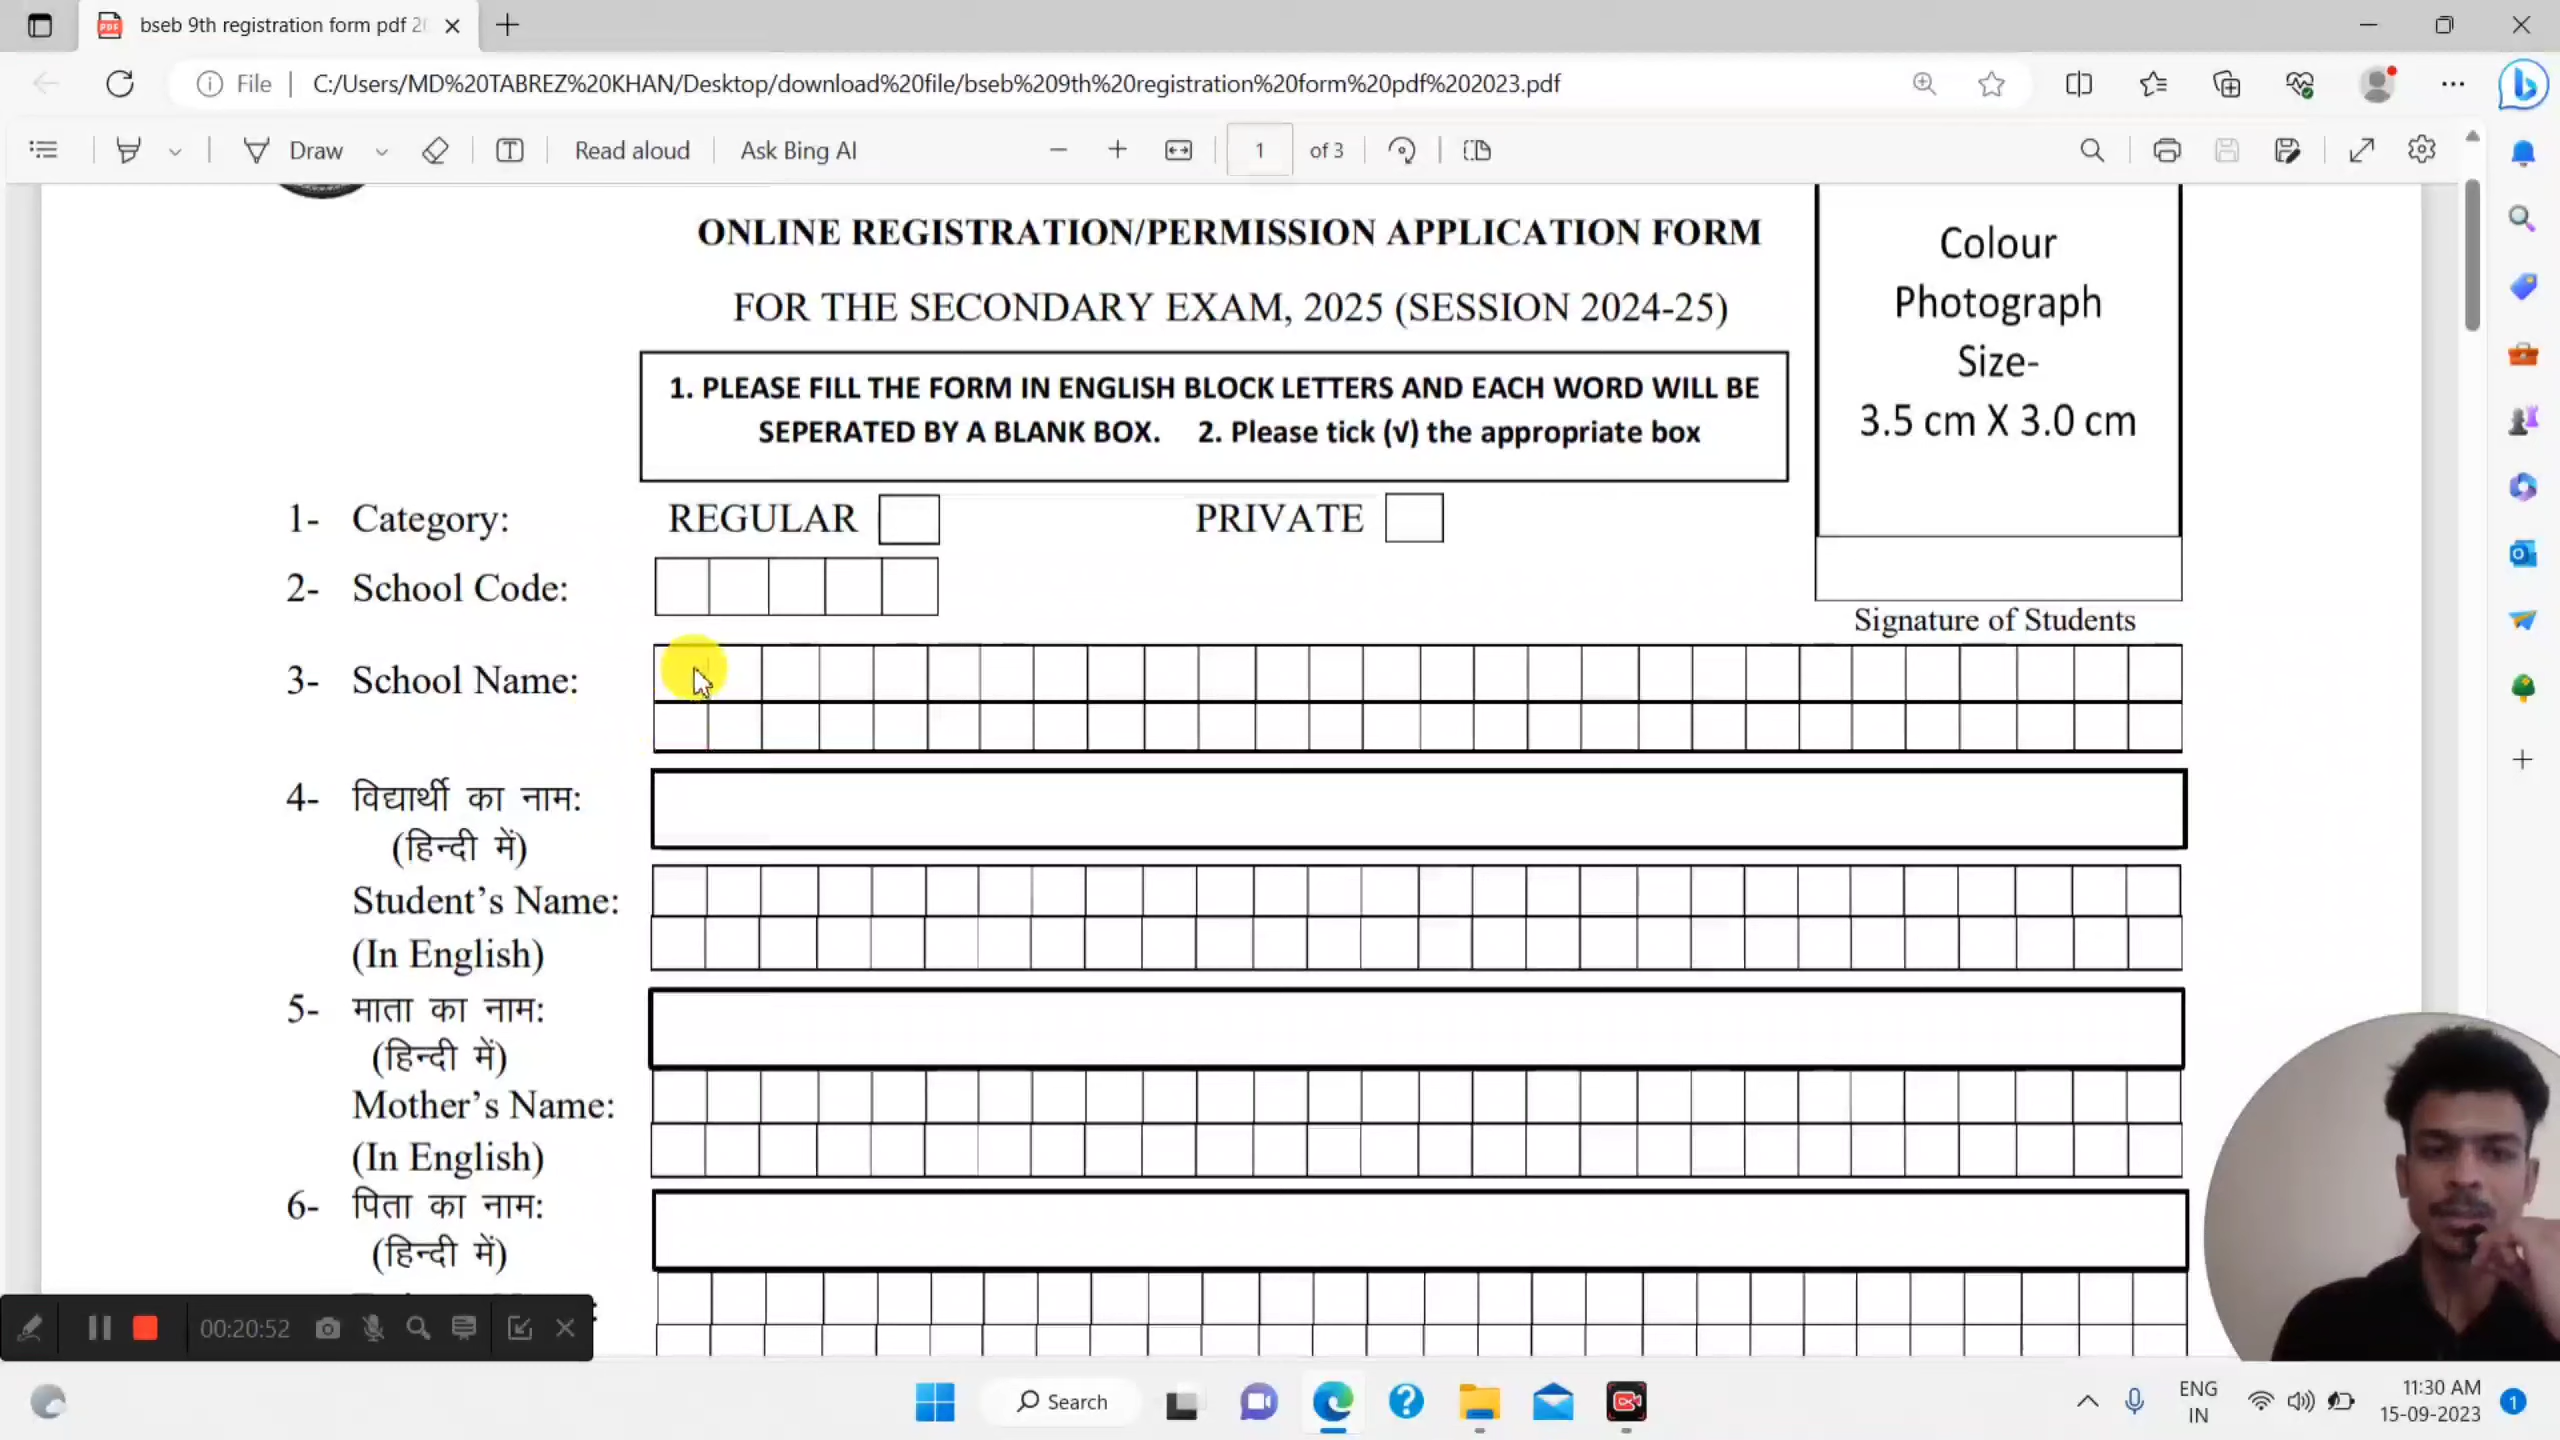 bseb 9th registration form pdf 2
File
C:/Users/MD%20TABREZ%20KHAN/Desktop/download%20file/bseb%209th%20registration%20form%20pdf%202023.pdf
Draw
Read aloud
Ask Bing AI
1 of 3
ONLINE REGISTRATION/PERMISSION APPLICATION FORM
FOR THE SECONDARY EXAM, 2025 (SESSION 2024-25)
1. PLEASE FILL THE FORM IN ENGLISH BLOCK LETTERS AND EACH WORD WILL BE
SEPERATED BY A BLANK BOX. 2. Please tick (√) the appropriate box
Colour
Photograph
Size-
3.5 cm X 3.0 cm
1- Category: REGULAR PRIVATE
2- School Code:
Signature of Students
3- School Name:
4- विद्यार्थी का नाम:
(हिन्दी में)
Student's Name:
(In English)
5- माता का नाम:
(हिन्दी में)
Mother's Name:
(In English)
6- पिता का नाम:
(हिन्दी में)
00:20:52
Search
ENG
IN
11:30 AM
15-09-2023
1